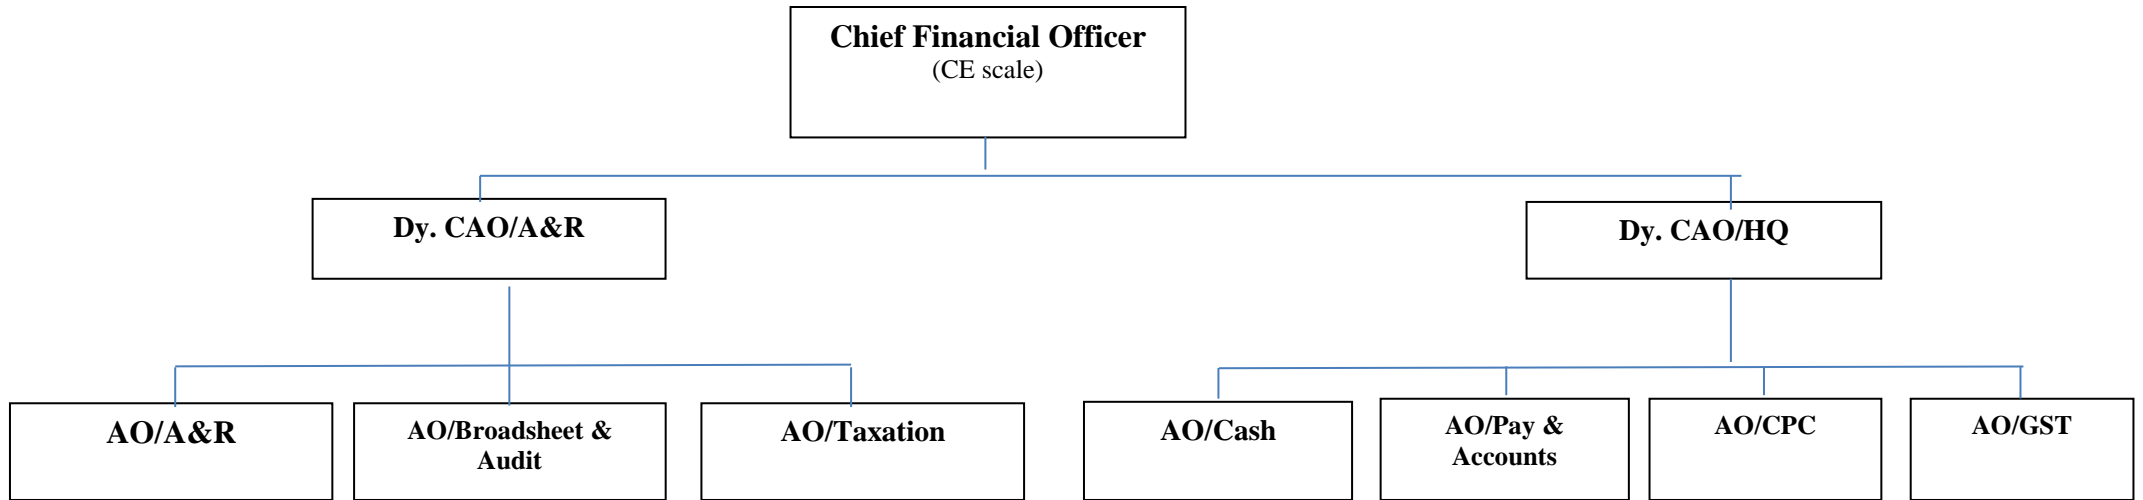 Chief Financial Officer
(CE scale)
Dy. CAO/A&R
Dy. CAO/HQ
AO/A&R
AO/Broadsheet &
Audit
AO/Taxation
AO/Cash
AO/Pay &
Accounts
AO/CPC
AO/GST